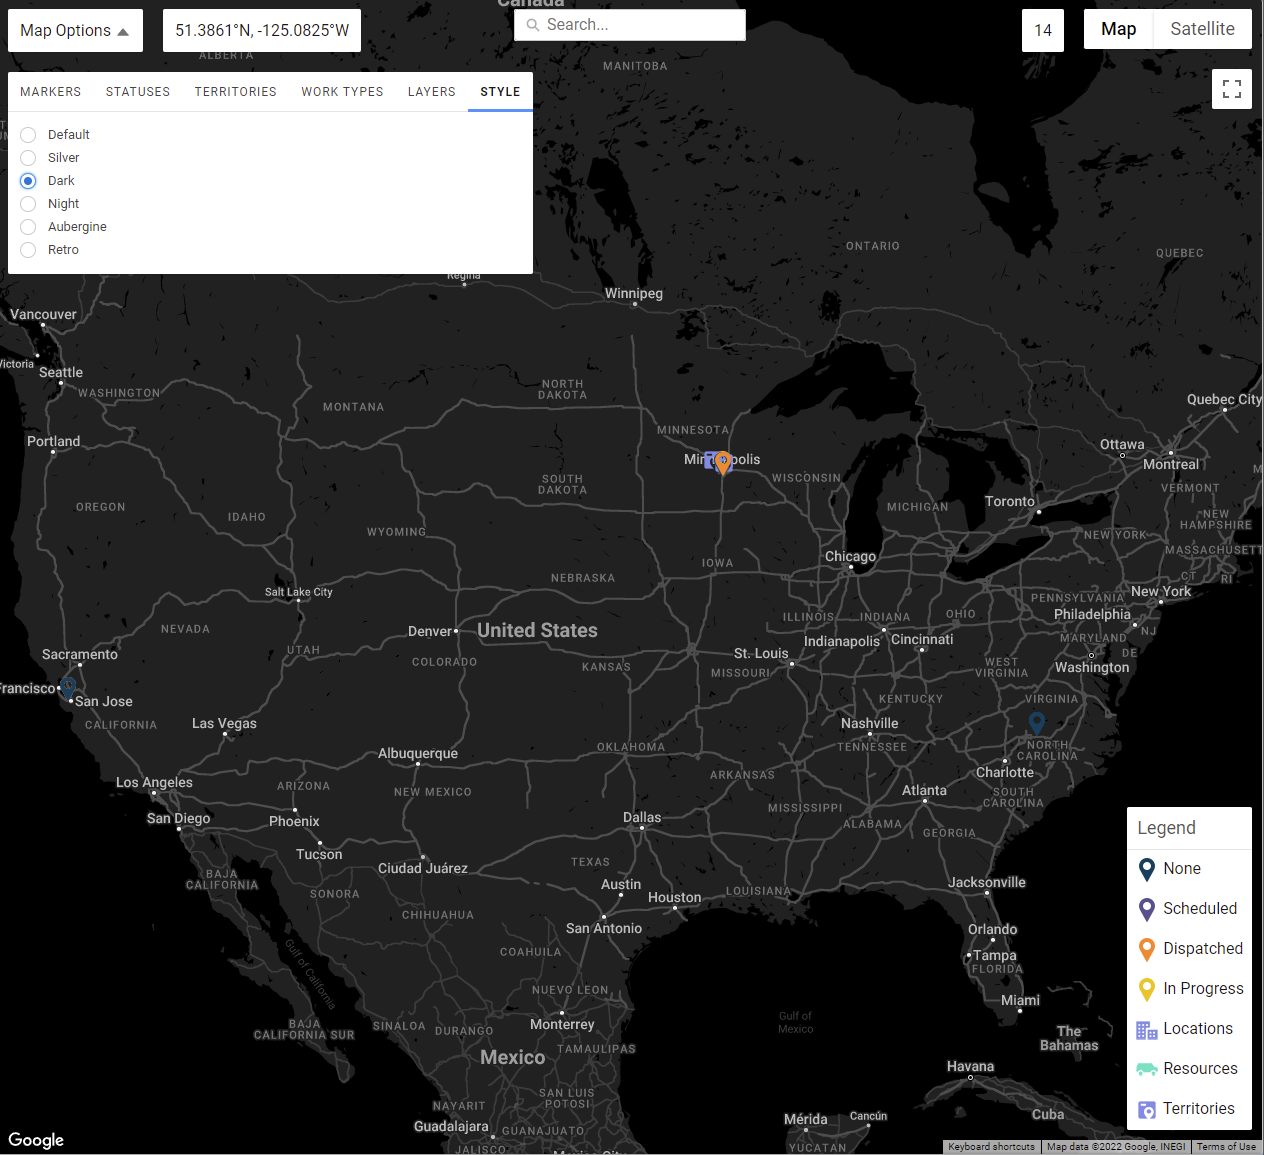 Canada
Map Options
51.3861°N, -125.0825°W
Search...
14
Map
Satellite
ALBERTA
MANITOBA
MARKERS
STATUSES
TERRITORIES
WORK TYPES
LAYERS
STYLE
Default
Silver
Dark
Night
Aubergine
Retro
ONTARIO
QUEBEC
Regina
Winnipeg
Vancouver
Victoria
Seattle
WASHINGTON
NORTH
DAKOTA
MONTANA
Quebec City
MINNESOTA
Portland
Ottawa
Montreal
WISCONSIN
SOUTH
DAKOTA
VERMONT
OREGON
IDAHO
MICHIGAN
Toronto
NEW
HAMPSHIRE
WYOMING
NEW YORK
MASSACHUSETT
Chicago
IOWA
NEBRASKA
CT
RI
Salt Lake City
PENNSYLVANIA
New York
ILLINOIS
INDIANA
OHIO
Philadelphia
NEVADA
Denver
United States
NJ
Indianapolis
Cincinnati
MARYLAND
UTAH
Sacramento
COLORADO
KANSAS
St. Louis
MISSOURI
WEST
VIRGINIA
DE
Washington
Francisco
San Jose
KENTUCKY
VIRGINIA
CALIFORNIA
Las Vegas
Nashville
TENNESSEE
OKLAHOMA
NORTH
CAROLINA
Albuquerque
Charlotte
Los Angeles
ARIZONA
NEW MEXICO
ARKANSAS
Atlanta
SOUTH
CAROLINA
San Diego
Phoenix
Dallas
MISSISSIPPI
ALABAMA
GEORGIA
Tucson
Ciudad Juárez
TEXAS
BAJA
CALIFORNIA
SONORA
Austin
Houston
LOUISIANA
Jacksonville
CHIHUAHUA
San Antonio
Orlando
COAHUILA
Tampa
FLORIDA
Gulf of California
NUEVO LEON
Miami
BAJA
CALIFORNIA SUR
SINALOA
DURANGO
Monterrey
Gulf of
Mexico
The
Bahamas
Mexico
TAMAULIPAS
Havana
SAN LUIS
POTOSI
NAYARIT
Guadalajara
GUANAJUATO
Mérida
Cancún
Cuba
JALISCO
YUCATAN
Mexico City
Legend
None
Scheduled
Dispatched
In Progress
Locations
Resources
Territories
Google
Keyboard shortcuts
Map data ©2022 Google, INEGI
Terms of Use